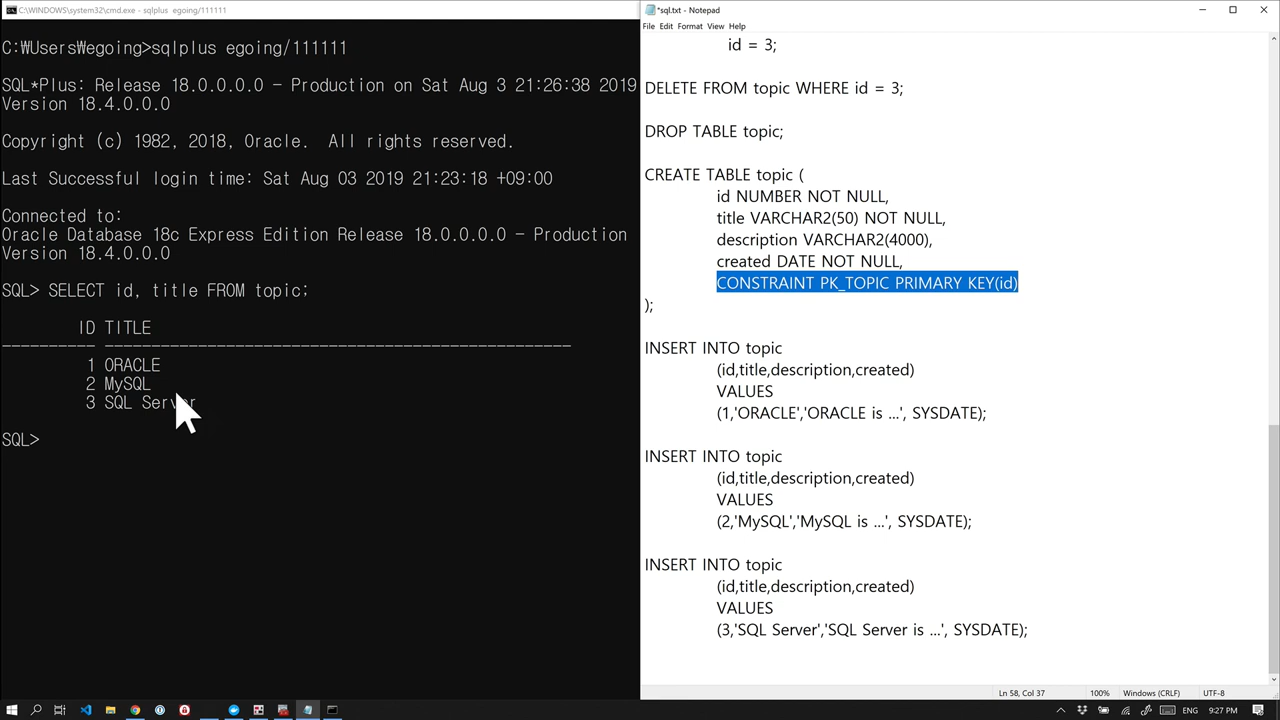 C:\WINDOWS\system32\cmd.exe - sqlplus  egoing/111111
C:₩Users₩egoing>sqlplus egoing/111111
SQL*Plus: Release 18.0.0.0.0 - Production on Sat Aug 3 21:26:38 2019
Version 18.4.0.0.0
Copyright (c) 1982, 2018, Oracle.  All rights reserved.
Last Successful login time: Sat Aug 03 2019 21:23:18 +09:00
Connected to:
Oracle Database 18c Express Edition Release 18.0.0.0.0 - Production
Version 18.4.0.0.0
SQL> SELECT id, title FROM topic;
ID TITLE
---------- --------------------------------------------------
1 ORACLE
2 MySQL
3 SQL Server
SQL>
*sql.txt - Notepad
File Edit Format View Help
id = 3;
DELETE FROM topic WHERE id = 3;
DROP TABLE topic;
CREATE TABLE topic (
id NUMBER NOT NULL,
title VARCHAR2(50) NOT NULL,
description VARCHAR2(4000),
created DATE NOT NULL,
CONSTRAINT PK_TOPIC PRIMARY KEY(id)
);
INSERT INTO topic
(id,title,description,created)
VALUES
(1,'ORACLE','ORACLE is ...', SYSDATE);
INSERT INTO topic
(id,title,description,created)
VALUES
(2,'MySQL','MySQL is ...', SYSDATE);
INSERT INTO topic
(id,title,description,created)
VALUES
(3,'SQL Server','SQL Server is ...', SYSDATE);
Ln 58, Col 37
100%
Windows (CRLF)
UTF-8
ENG
9:27 PM